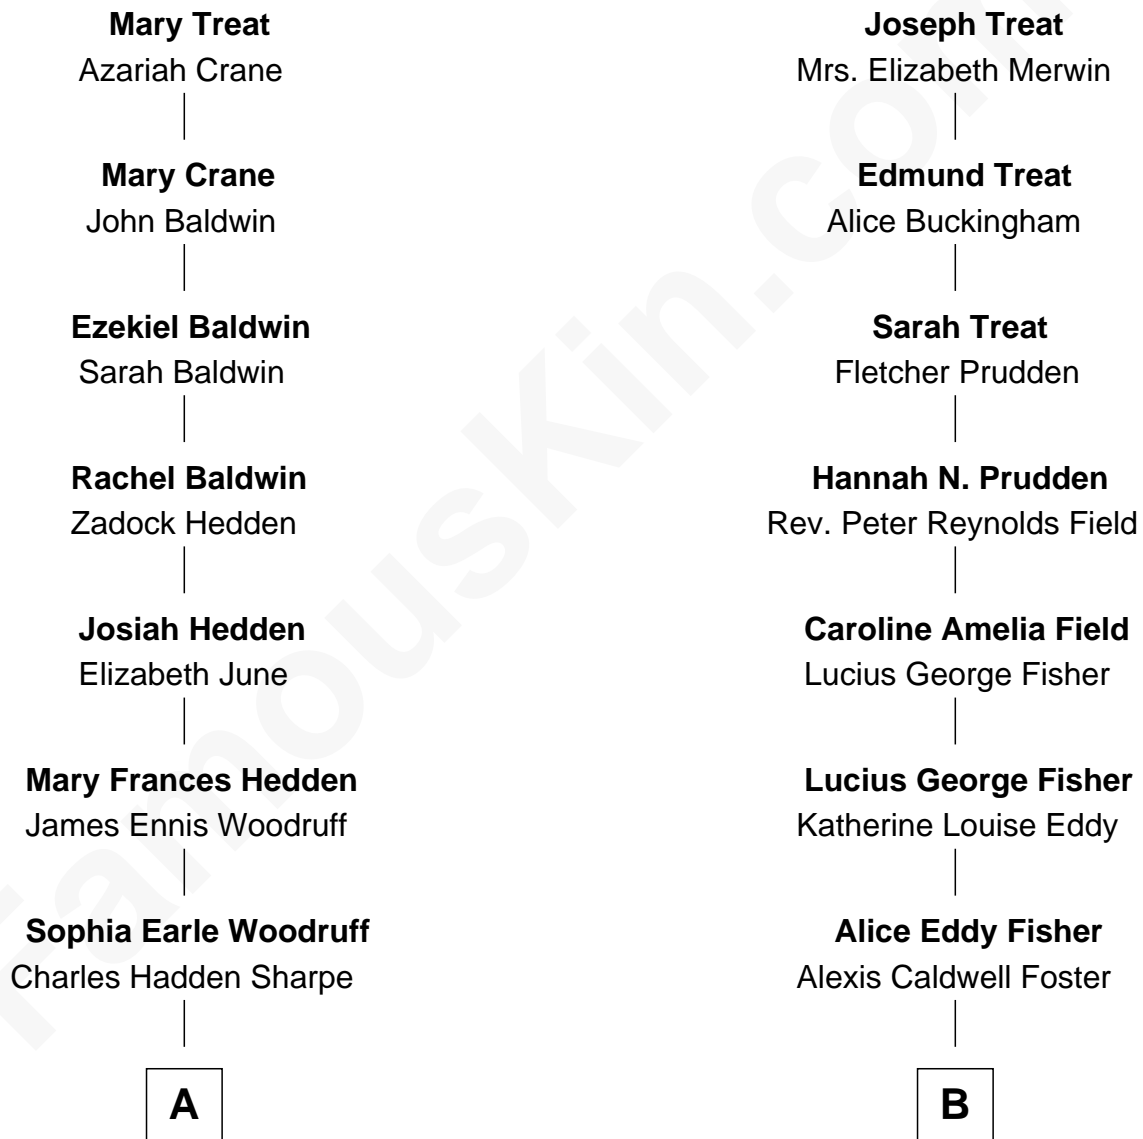 Mary Treat
Azariah Crane
Mary Crane
John Baldwin
Ezekiel Baldwin
Sarah Baldwin
Rachel Baldwin
Zadock Hedden
Josiah Hedden
Elizabeth June
Mary Frances Hedden
James Ennis Woodruff
Sophia Earle Woodruff
Charles Hadden Sharpe
A
Joseph Treat
Mrs. Elizabeth Merwin
Edmund Treat
Alice Buckingham
Sarah Treat
Fletcher Prudden
Hannah N. Prudden
Rev. Peter Reynolds Field
Caroline Amelia Field
Lucius George Fisher
Lucius George Fisher
Katherine Louise Eddy
Alice Eddy Fisher
Alexis Caldwell Foster
B
FamousKin.com